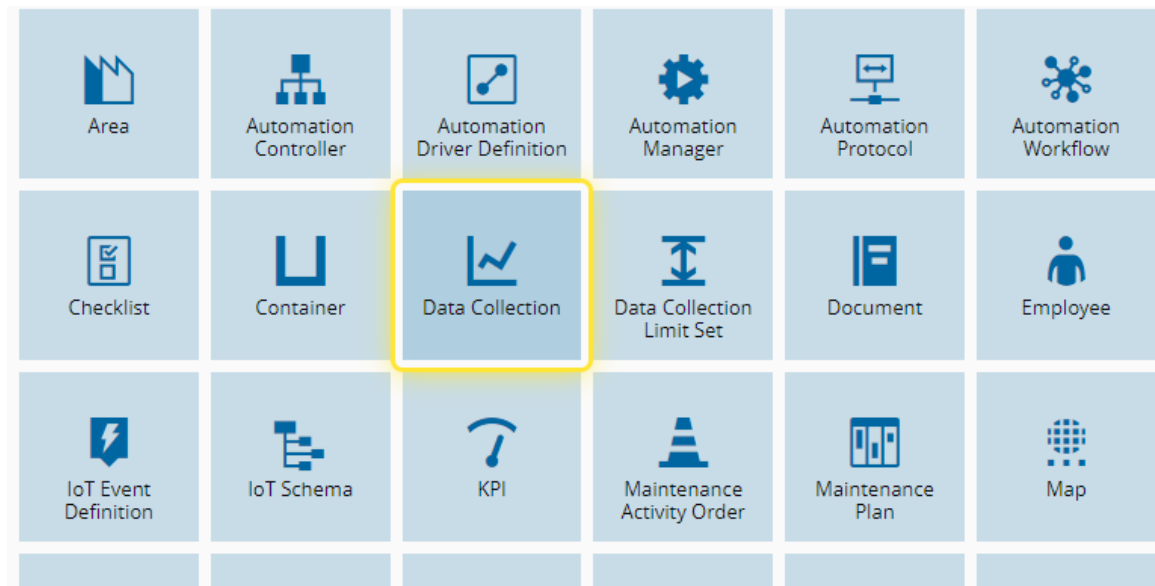 Area
Automation
Controller
Automation
Driver Definition
Automation
Manager
Automation
Protocol
Automation
Workflow
Checklist
Container
Data Collection
Data Collection
Limit Set
Document
Employee
IoT Event
Definition
IoT Schema
KPI
Maintenance
Activity Order
Maintenance
Plan
Map